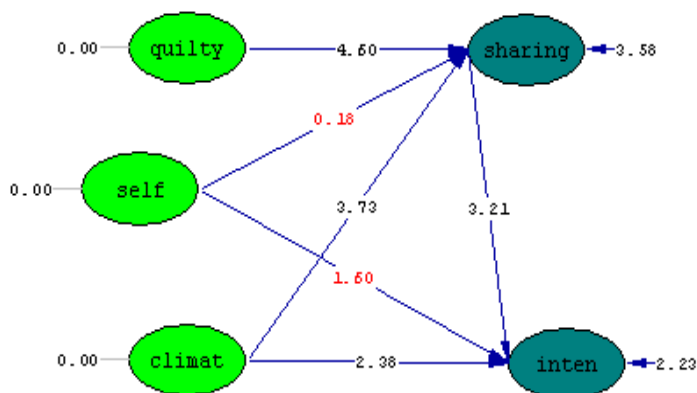 0.00 quilty 4.60 sharing 3.58
0.18
0.00 self
3.73 3.21
1.60
0.00 climat 2.38 inten 2.23